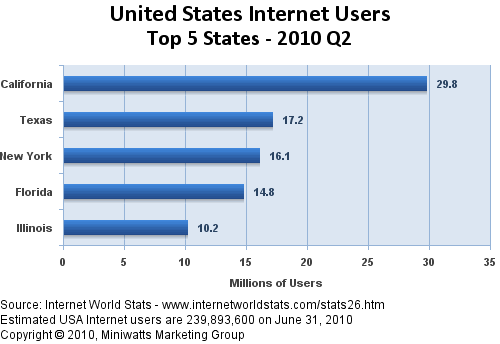 United States Internet Users
Top 5 States - 2010 Q2
California 29.8
Texas 17.2
New York 16.1
Florida 14.8
Illinois 10.2
0 5 10 15 20 25 30 35
Millions of Users
Source: Internet World Stats - www.internetworldstats.com/stats26.htm
Estimated USA Internet users are 239,893,600 on June 31, 2010
Copyright © 2010, Miniwatts Marketing Group